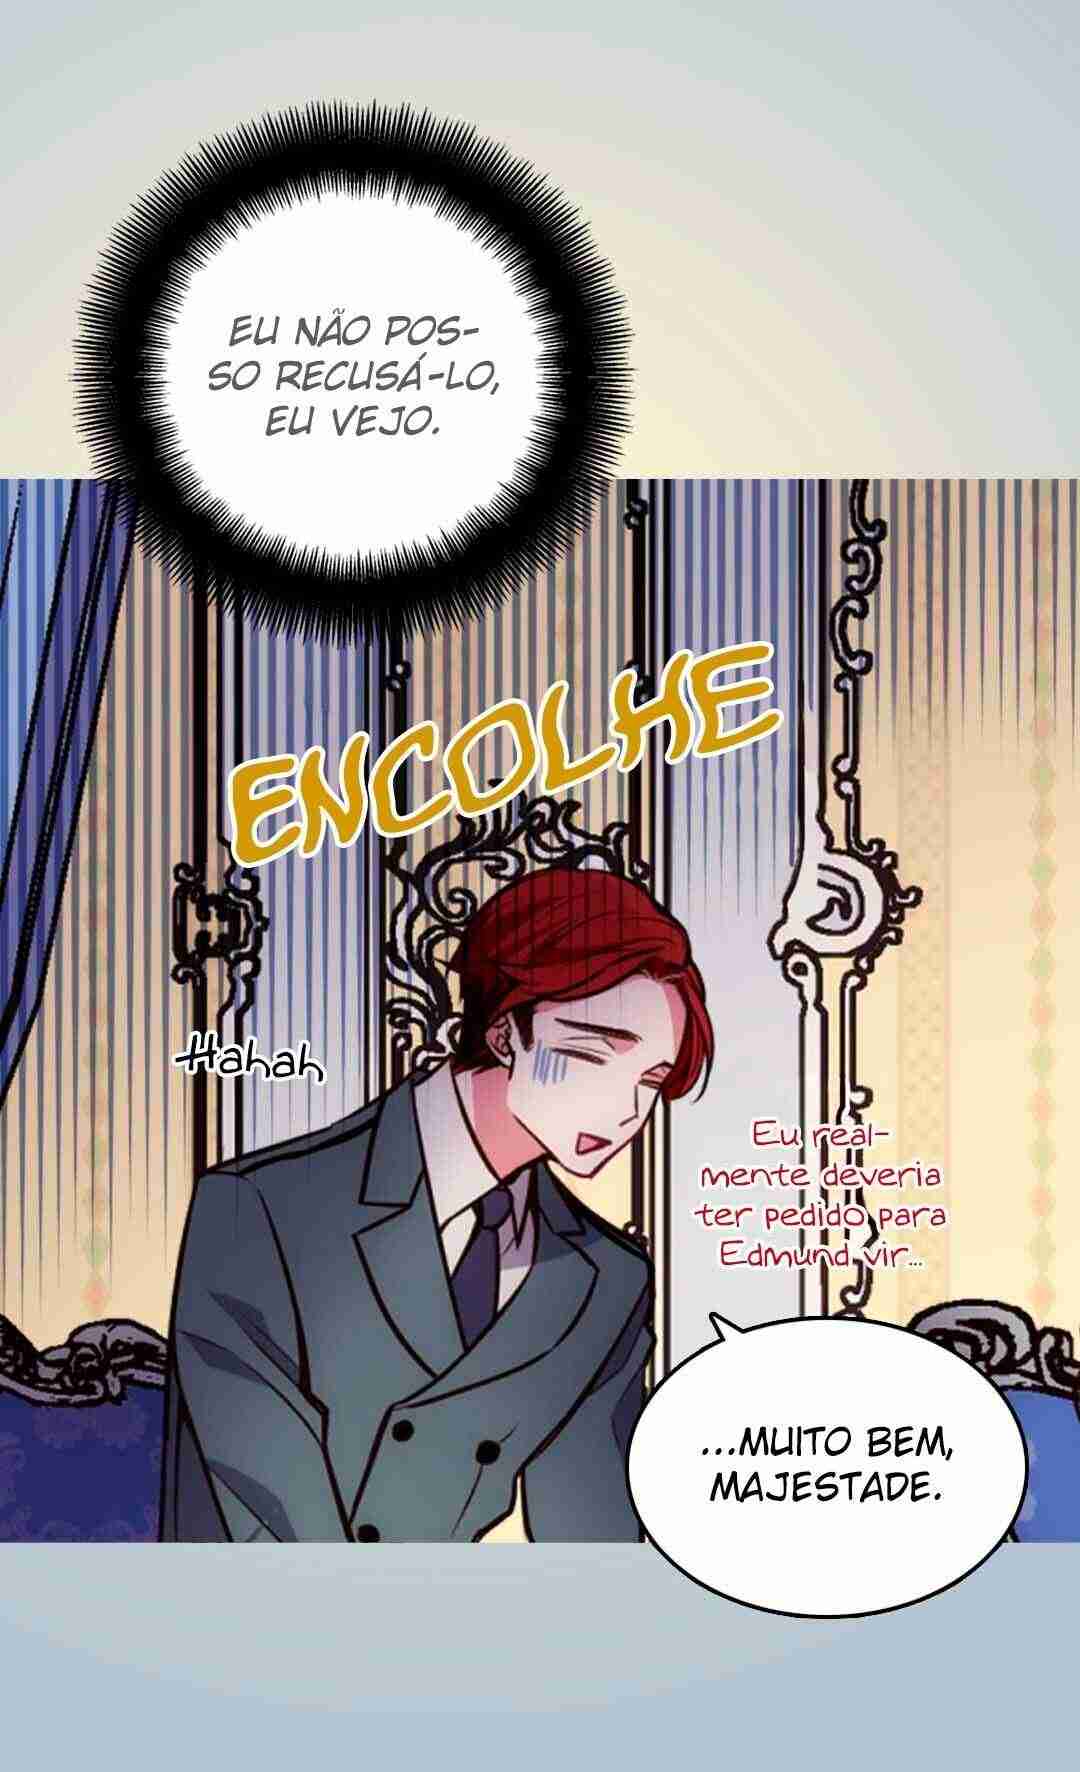 EU NÃO POS-
SO RECUSÁ-LO,
EU VEJO.
ENCOLHE
Hahah
Eu real-
mente deveria
ter pedido para
Edmund vir...
...MUITO BEM,
MAJESTADE.